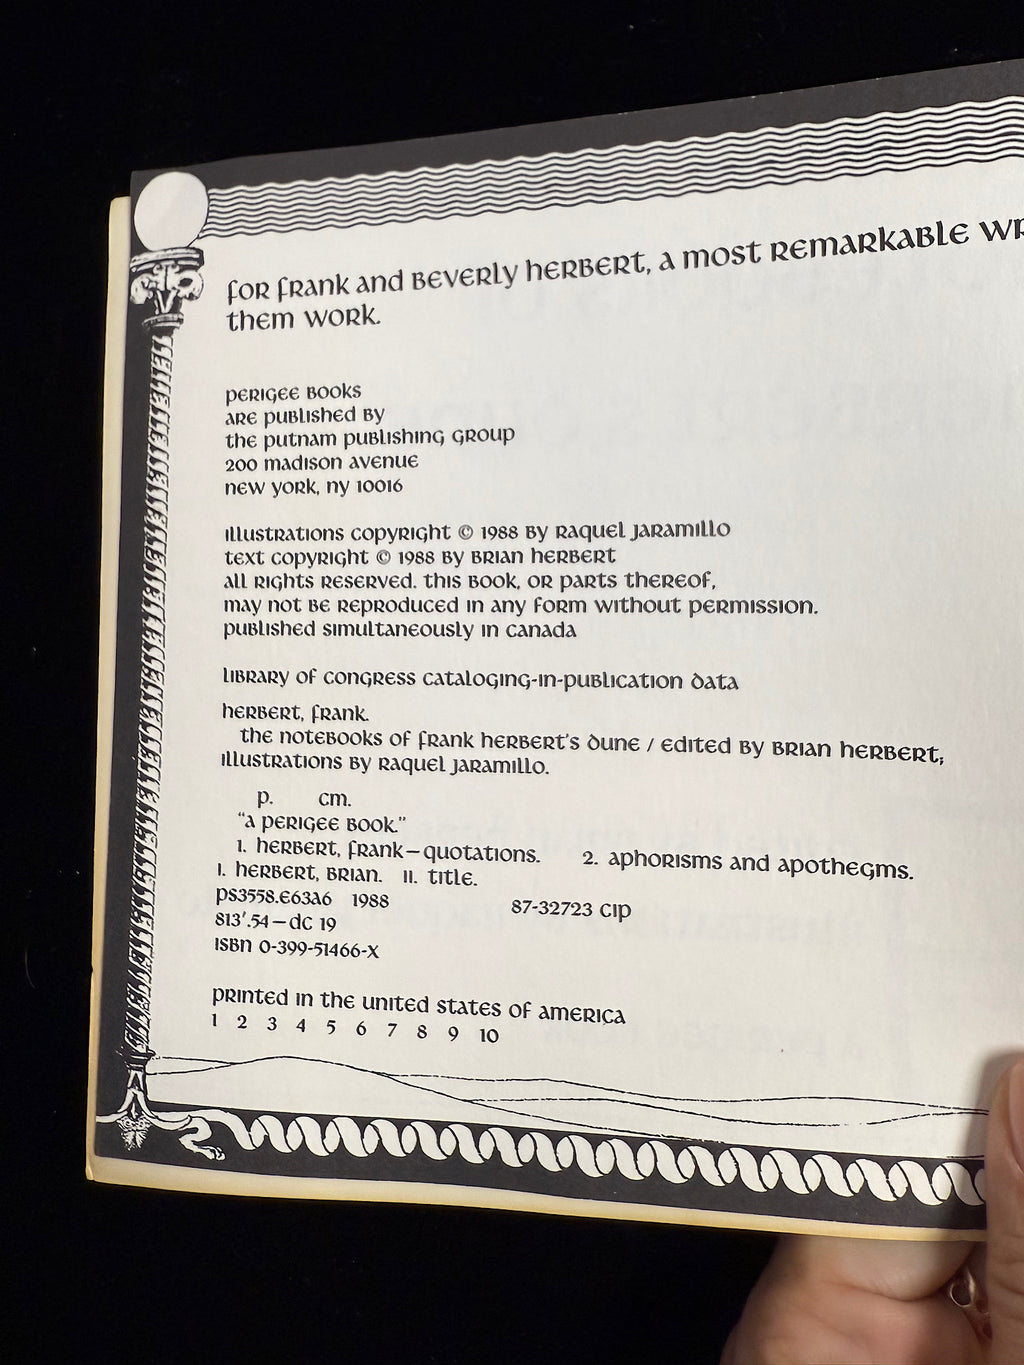 for frank and beverly herbert, a most remarkable
them work.
perigee books
are published by
the putnam publishing group
200 madison avenue
new york, ny 10016
illustrations copyright © 1988 by raquel jaramillo
text copyright © 1988 by brian herbert
all rights reserved. this book, or parts thereof,
may not be reproduced in any form without permission.
published simultaneously in canada
library of congress cataloging-in-publication data
herbert, frank.
the notebooks of frank herbert's dune / edited by brian herbert;
illustrations by raquel jaramillo.
p. cm.
"a perigee book."
1. herbert, frank—quotations. 2. aphorisms and apothegms.
I. herbert, brian. II. title.
ps3558.e63a6 1988 87-32723 cip
813'.54—dc 19
isbn 0-399-51466-x
printed in the united states of america
1 2 3 4 5 6 7 8 9 10